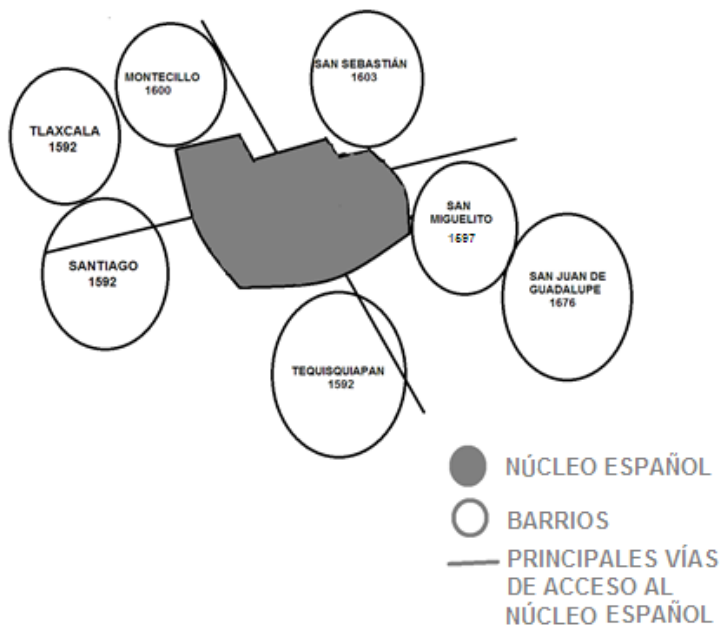 MONTECILLO
1600
SAN SEBASTIÁN
1603
TLAXCALA
1592
SAN
MIGUELITO
1597
SANTIAGO
1592
SAN JUAN DE
GUADALUPE
1676
TEQUISQUIAPAN
1592
NÚCLEO ESPAÑOL
BARRIOS
PRINCIPALES VÍAS
DE ACCESO AL
NÚCLEO ESPAÑOL